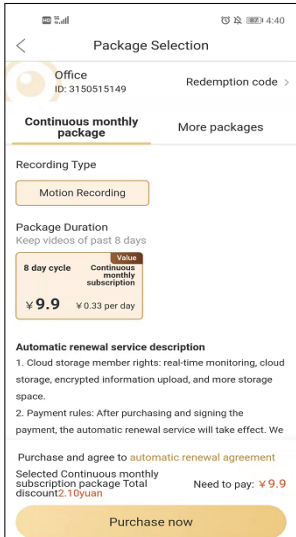 HD 5G 4:40
Package Selection
Office
ID: 3150515149
Redemption code >
Continuous monthly
package
More packages
Recording Type
Motion Recording
Package Duration
Keep videos of past 8 days
Value
8 day cycle
Continuous
monthly
subscription
¥9.9
¥0.33 per day
Automatic renewal service description
1. Cloud storage member rights: real-time monitoring, cloud
storage, encrypted information upload, and more storage
space.
2. Payment rules: After purchasing and signing the
payment, the automatic renewal service will take effect. We
Purchase and agree to automatic renewal agreement
Selected Continuous monthly
subscription package Total
discount2.10yuan
Need to pay: ¥9.9
Purchase now